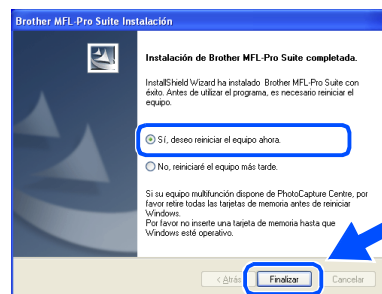 Brother MFL-Pro Suite Instalación
Instalación de Brother MFL-Pro Suite completada.
InstallShield Wizard ha instalado Brother MFL-Pro Suite con
éxito. Antes de utilizar el programa, es necesario reiniciar el
equipo.
Sí, deseo reiniciar el equipo ahora.
No, reiniciaré el equipo más tarde.
Si su equipo multifunción dispone de PhotoCapture Centre, por
favor retire todas las tarjetas de memoria antes de reiniciar
Windows.
Por favor no inserte una tarjeta de memoria hasta que
Windows esté operativo.
< Atrás Finalizar Cancelar